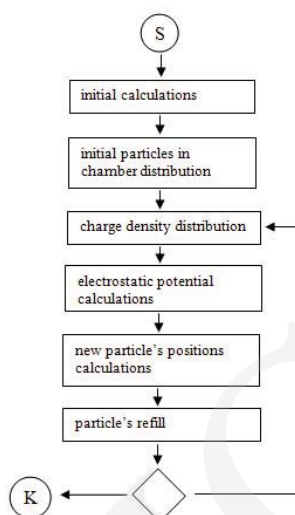 S
initial calculations
initial particles in
chamber distribution
charge density distribution
electrostatic potential
calculations
new particle's positions
calculations
particle's refill
K